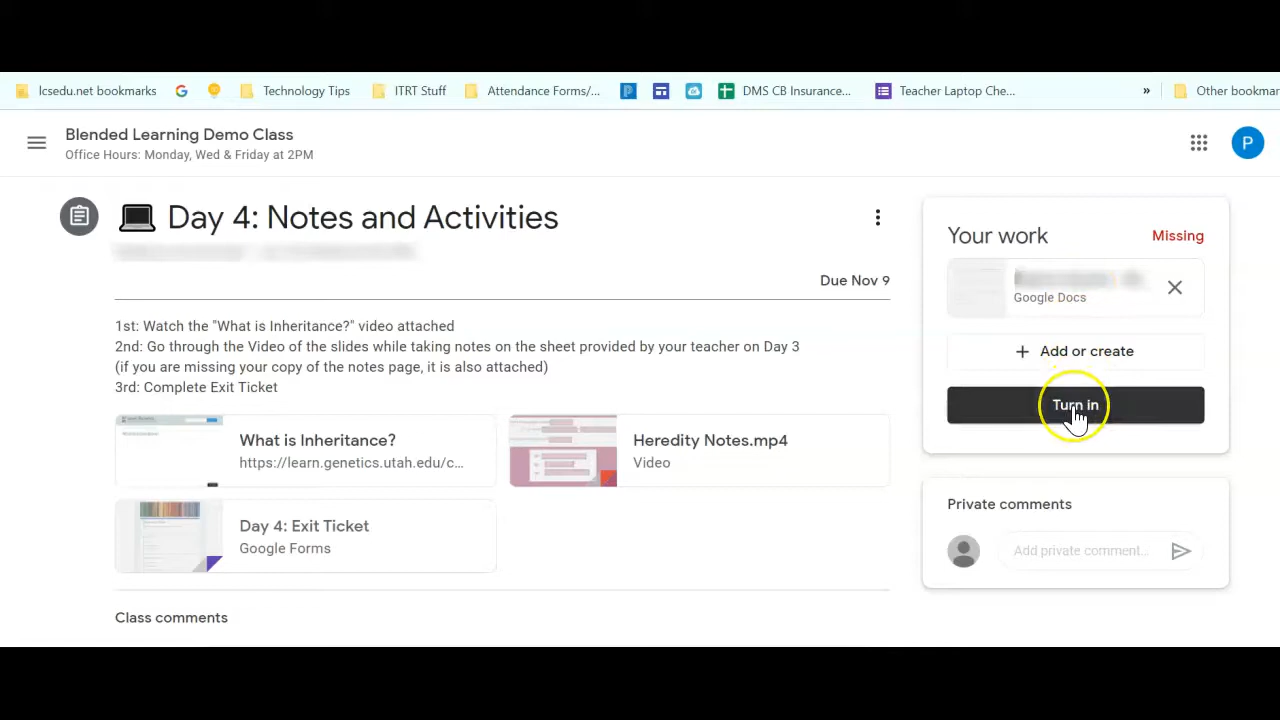 lcsedu.net bookmarks
Technology Tips
ITRT Stuff
Attendance Forms/...
DMS CB Insurance...
Teacher Laptop Che...
»
Other bookmar
Blended Learning Demo Class
Office Hours: Monday, Wed & Friday at 2PM
P
Day 4: Notes and Activities
Due Nov 9
1st: Watch the "What is Inheritance?" video attached
2nd: Go through the Video of the slides while taking notes on the sheet provided by your teacher on Day 3
(if you are missing your copy of the notes page, it is also attached)
3rd: Complete Exit Ticket
What is Inheritance?
https://learn.genetics.utah.edu/c...
Heredity Notes.mp4
Video
Day 4: Exit Ticket
Google Forms
Class comments
Your work
Missing
Google Docs
+ Add or create
Turn in
Private comments
Add private comment...